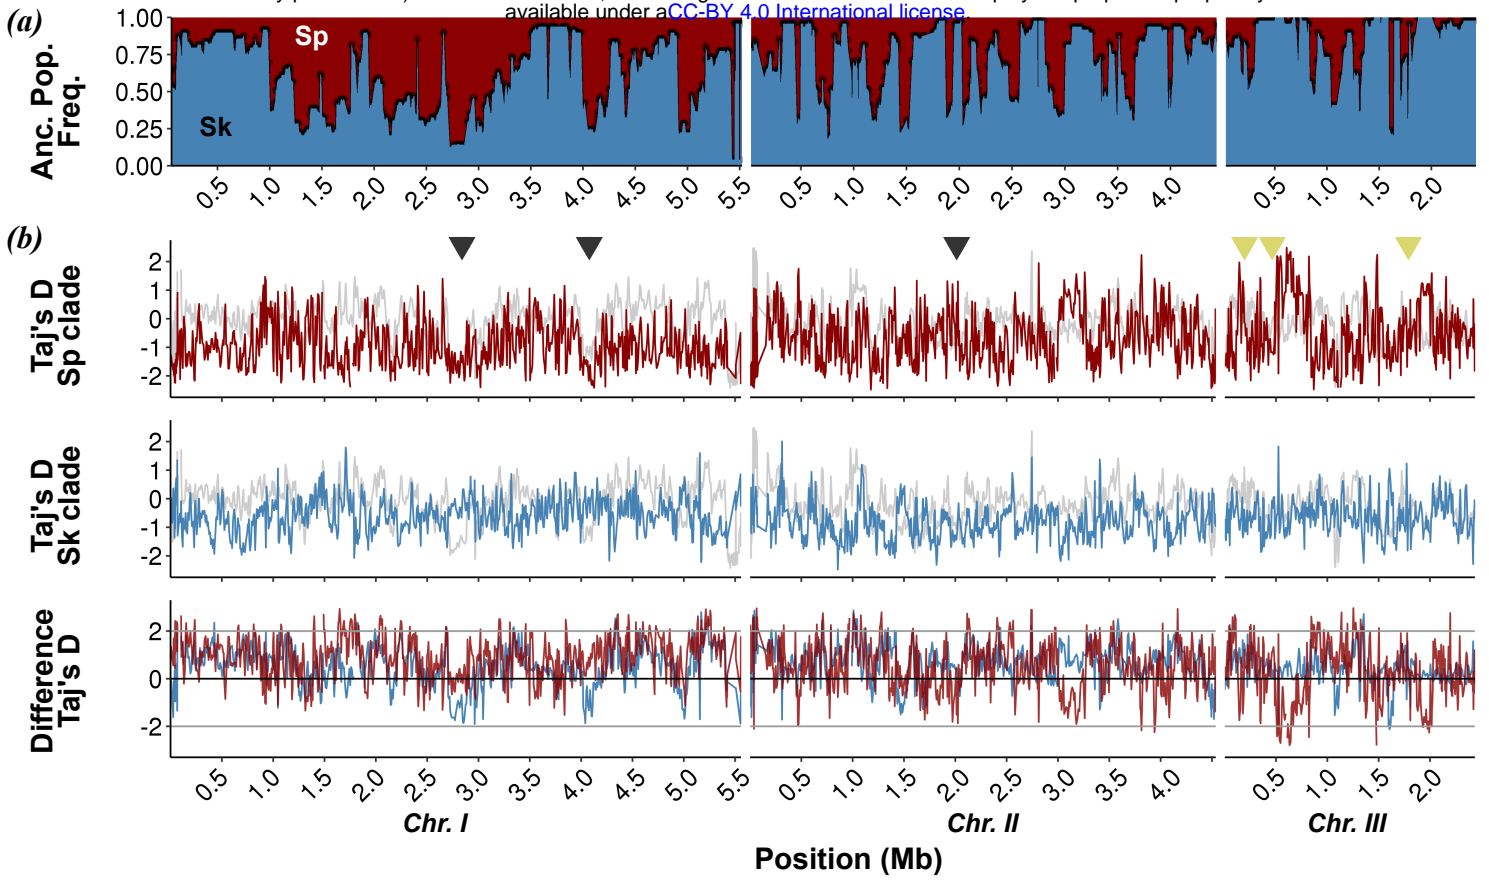 available under aCC-BY 4.0 International license.
(a)
Anc. Pop.
Freq.
1.00
0.75
0.50
0.25
0.00
Sp
Sk
0.5 1.0 1.5 2.0 2.5 3.0 3.5 4.0 4.5 5.0 5.5
0.5 1.0 1.5 2.0 2.5 3.0 3.5 4.0
0.5 1.0 1.5 2.0
(b)
Taj's D
Sp clade
2
1
0
-1
-2
Taj's D
Sk clade
2
1
0
-1
-2
Difference
Taj's D
2
0
-2
0.5 1.0 1.5 2.0 2.5 3.0 3.5 4.0 4.5 5.0 5.5
0.5 1.0 1.5 2.0 2.5 3.0 3.5 4.0
0.5 1.0 1.5 2.0
Chr. I
Chr. II
Chr. III
Position (Mb)